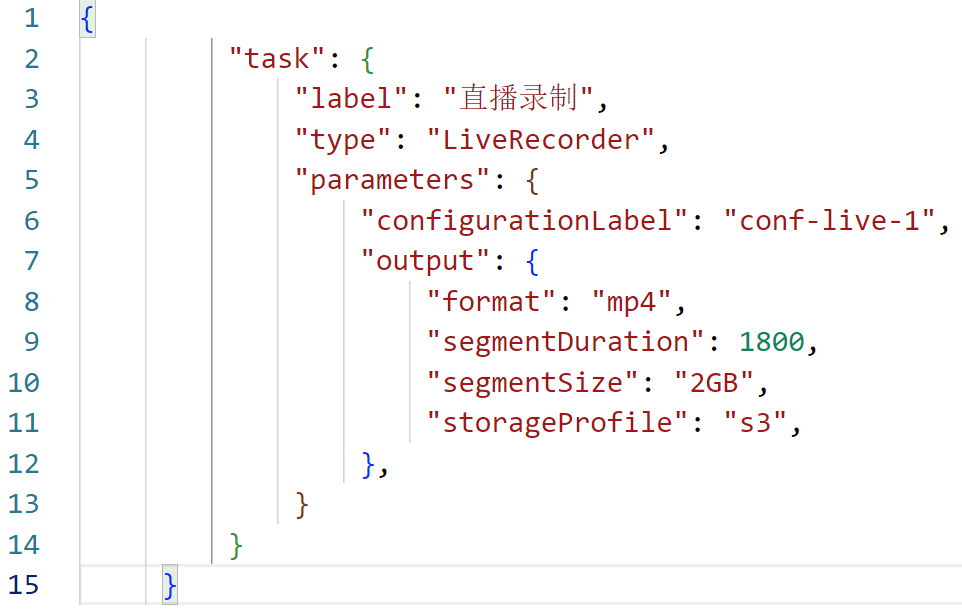 1 {
2 "task": {
3 "label": "直播录制",
4 "type": "LiveRecorder",
5 "parameters": {
6 "configurationLabel": "conf-live-1",
7 "output": {
8 "format": "mp4",
9 "segmentDuration": 1800,
10 "segmentSize": "2GB",
11 "storageProfile": "s3",
12 },
13 }
14 }
15 }